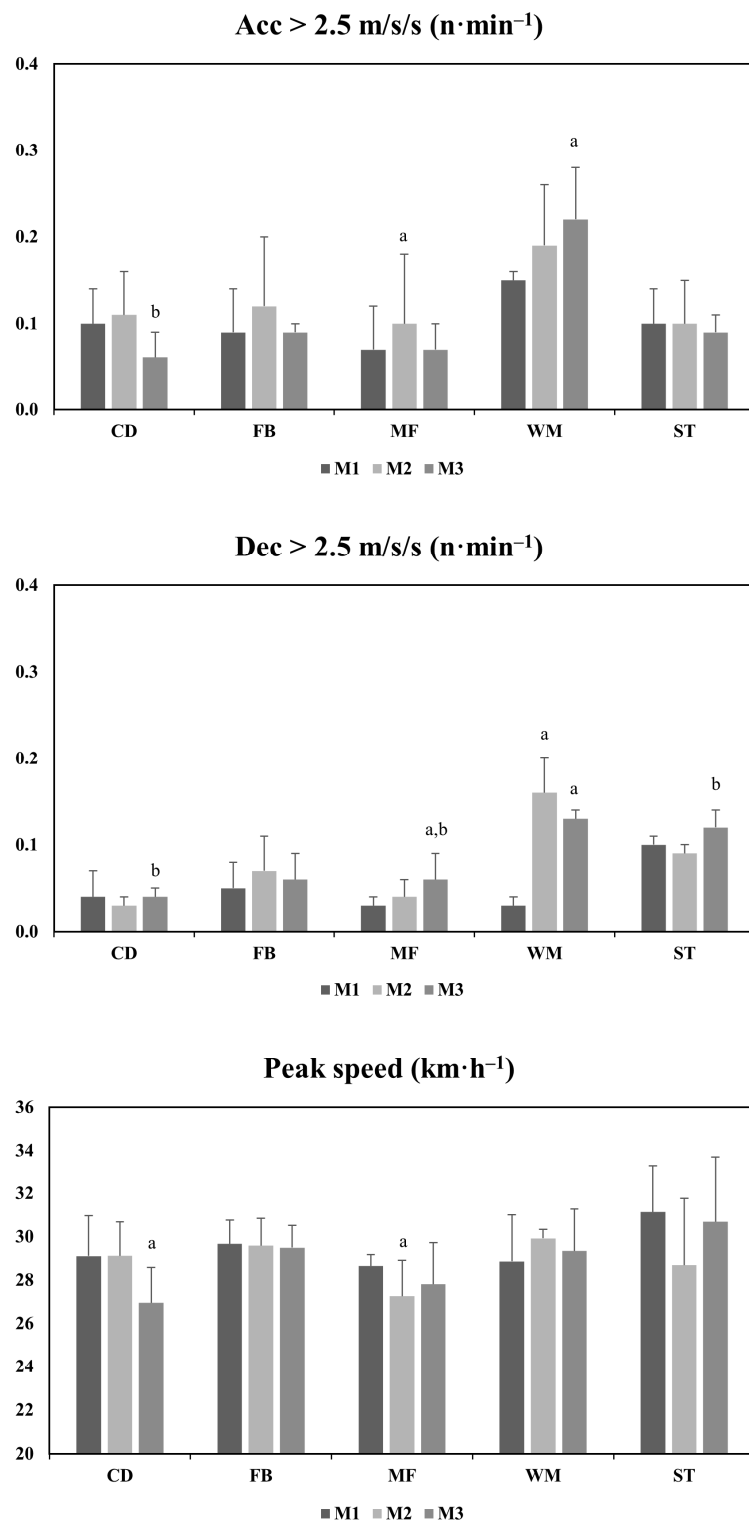 Acc > 2.5 m/s/s (n·min⁻¹)
0.4
a
0.3
a
0.2
b
0.1
0.0
CD FB MF WM ST
M1 M2 M3
Dec > 2.5 m/s/s (n·min⁻¹)
0.4
0.3
a
0.2
a b
a,b
b
0.1
0.0
CD FB MF WM ST
M1 M2 M3
Peak speed (km·h⁻¹)
36
34
32
30
a a
28
26
24
22
20
CD FB MF WM ST
M1 M2 M3